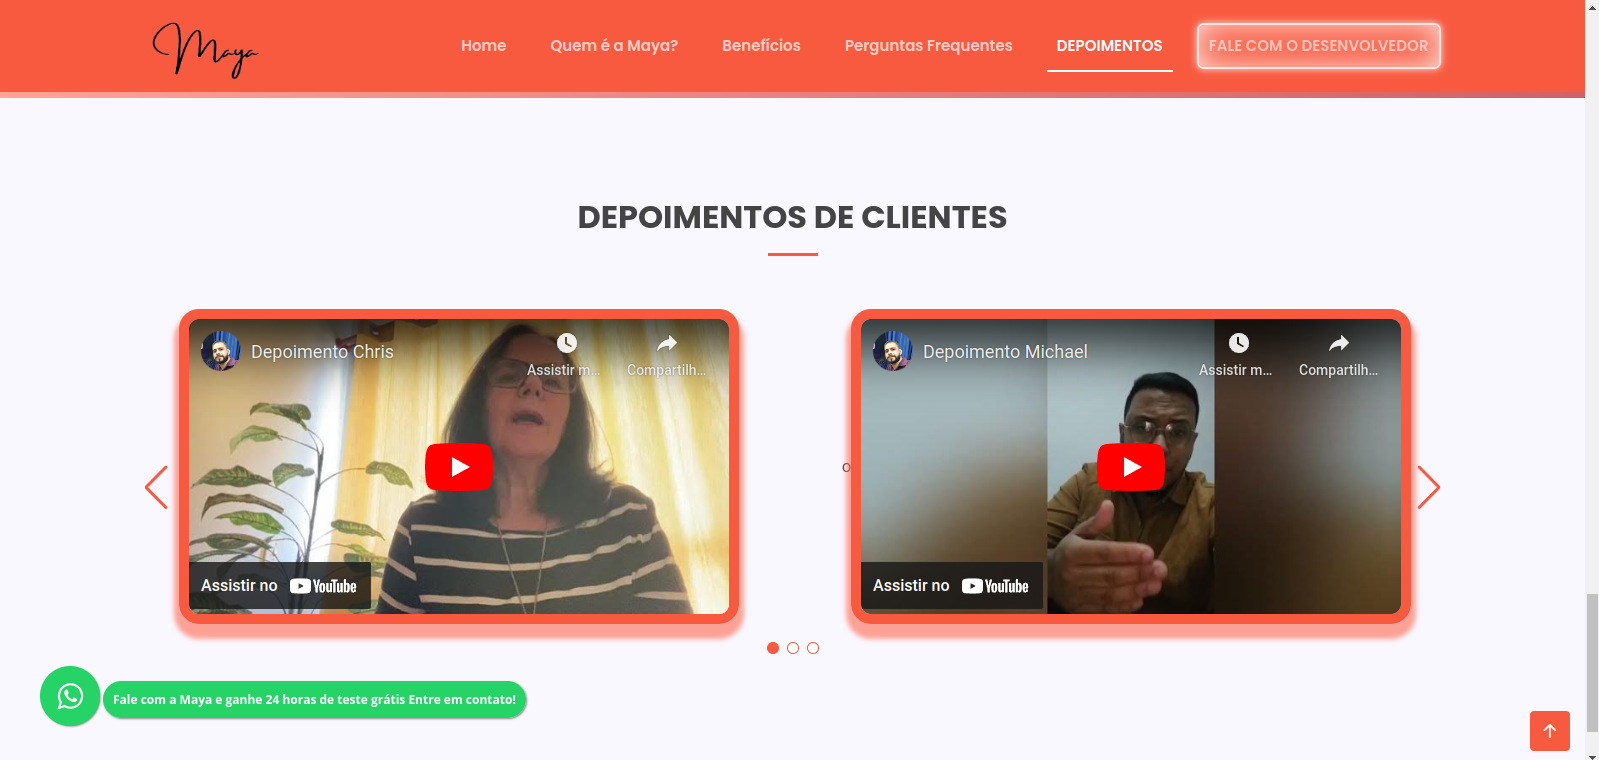 Maya
Home
Quem é a Maya?
Benefícios
Perguntas Frequentes
DEPOIMENTOS
FALE COM O DESENVOLVEDOR
DEPOIMENTOS DE CLIENTES
Depoimento Chris
Assistir m...
Compartilh...
Assistir no YouTube
o
Depoimento Michael
Assistir m...
Compartilh...
Assistir no YouTube
Fale com a Maya e ganhe 24 horas de teste grátis Entre em contato!